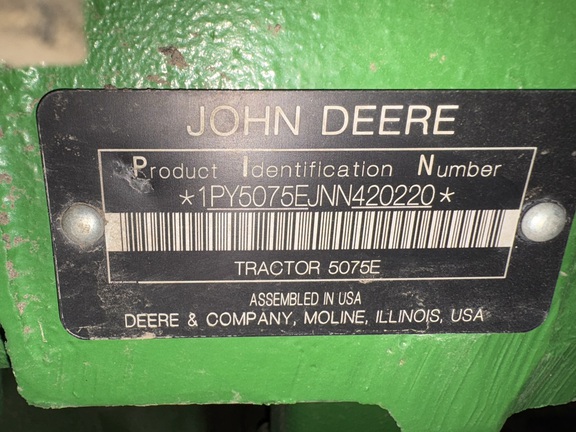 JOHN DEERE
Product Identification Number
*1PY5075EJNN420220*
TRACTOR 5075E
ASSEMBLED IN USA
DEERE & COMPANY, MOLINE, ILLINOIS, USA